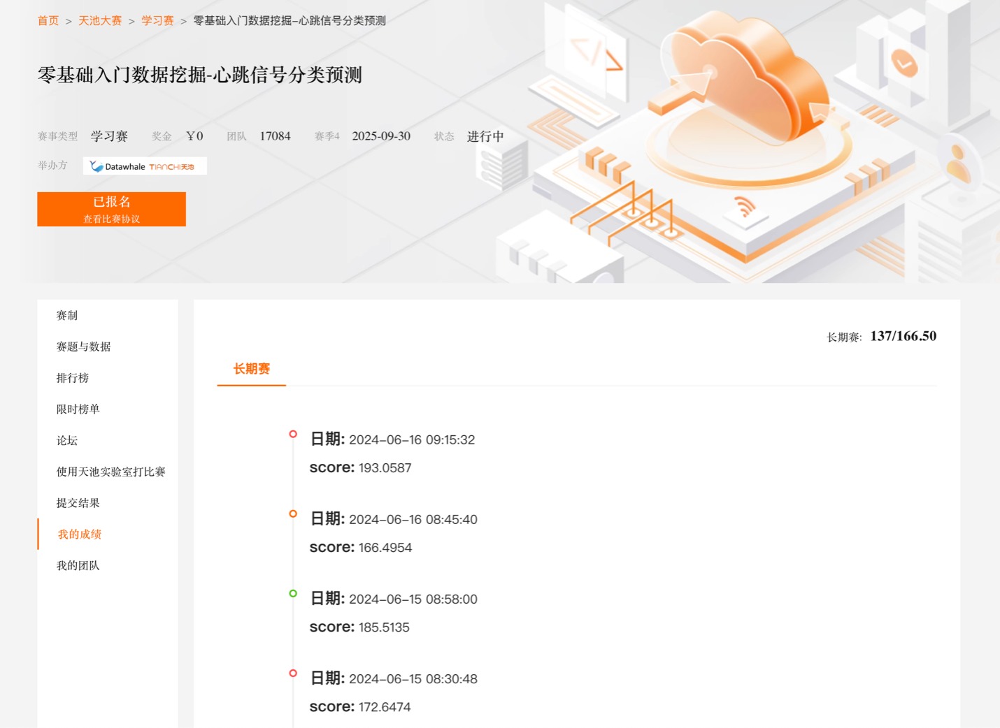 首页 > 天池大赛 > 学习赛 > 零基础入门数据挖掘-心跳信号分类预测
零基础入门数据挖掘-心跳信号分类预测
赛事类型 学习赛 奖金 ¥0 团队 17084 赛季4 2025-09-30 状态 进行中
举办方 Datawhale TIANCHI天池
已报名
查看比赛协议
赛制
赛题与数据
排行榜
限时榜单
论坛
使用天池实验室打比赛
提交结果
我的成绩
我的团队
长期赛: 137/166.50
长期赛
日期: 2024-06-16 09:15:32
score: 193.0587
日期: 2024-06-16 08:45:40
score: 166.4954
日期: 2024-06-15 08:58:00
score: 185.5135
日期: 2024-06-15 08:30:48
score: 172.6474